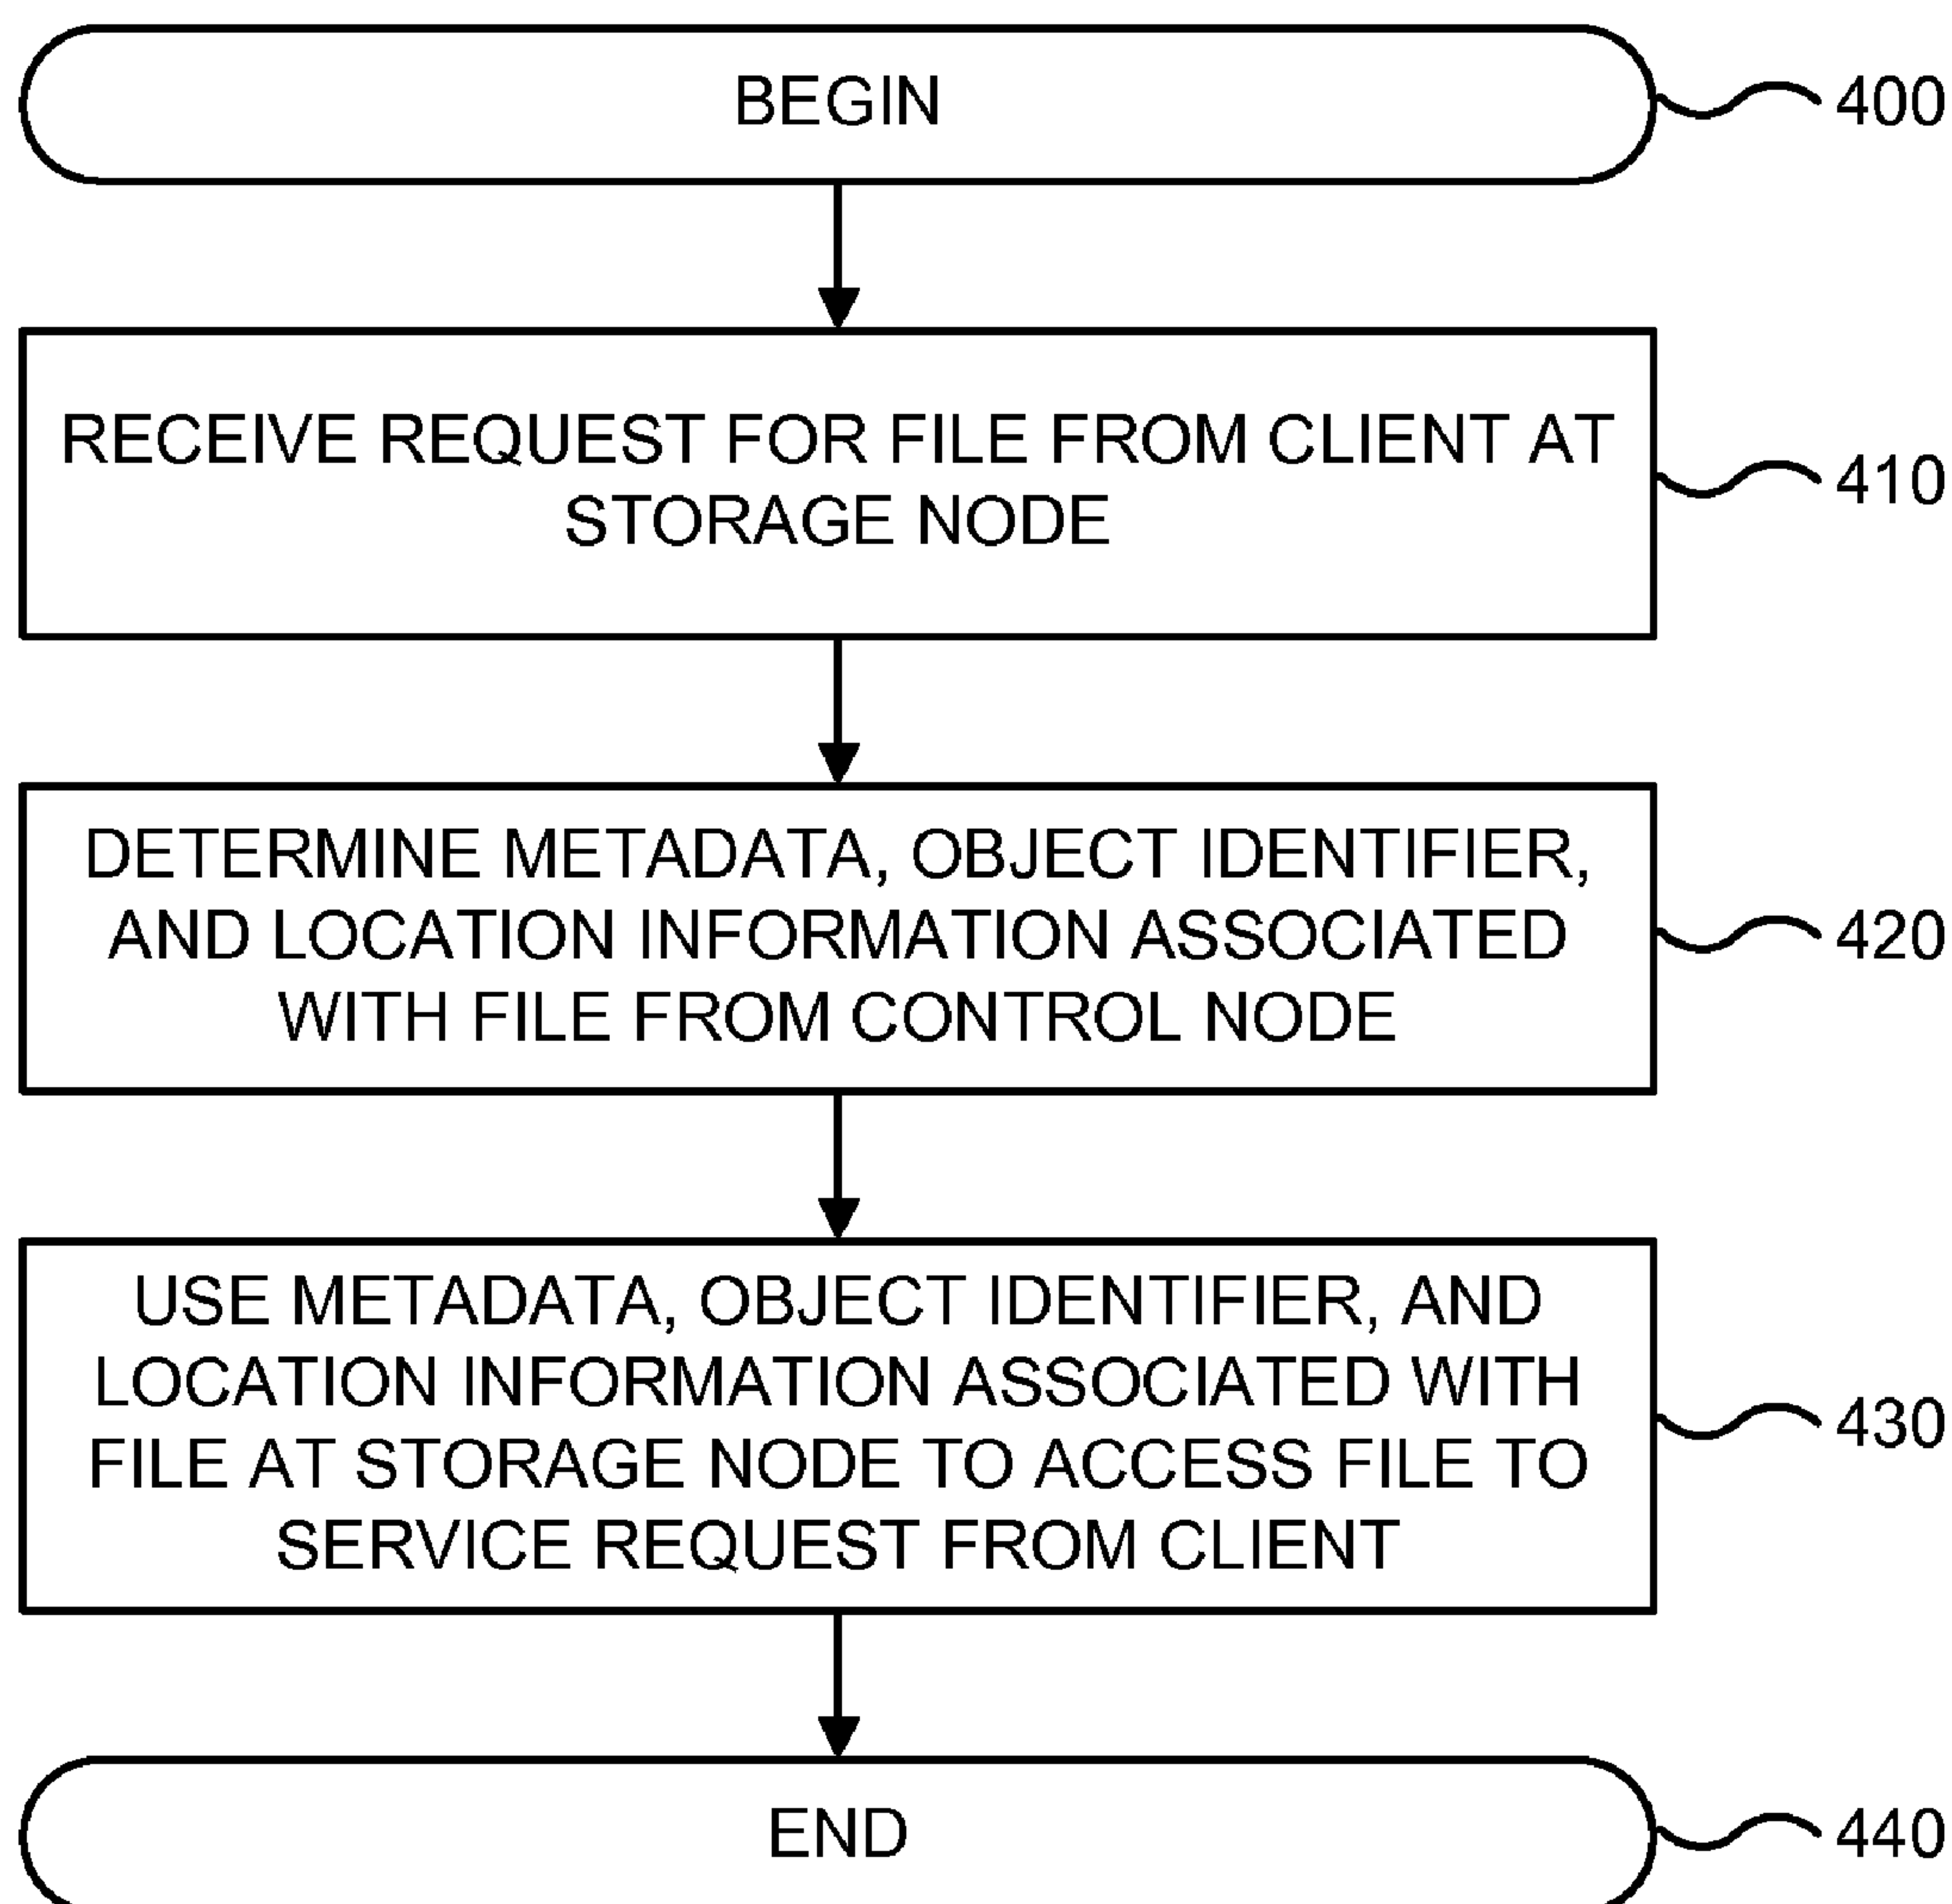 BEGIN
400
RECEIVE REQUEST FOR FILE FROM CLIENT AT
STORAGE NODE
410
DETERMINE METADATA, OBJECT IDENTIFIER,
AND LOCATION INFORMATION ASSOCIATED
WITH FILE FROM CONTROL NODE
420
USE METADATA, OBJECT IDENTIFIER, AND
LOCATION INFORMATION ASSOCIATED WITH
FILE AT STORAGE NODE TO ACCESS FILE TO
SERVICE REQUEST FROM CLIENT
430
END
440